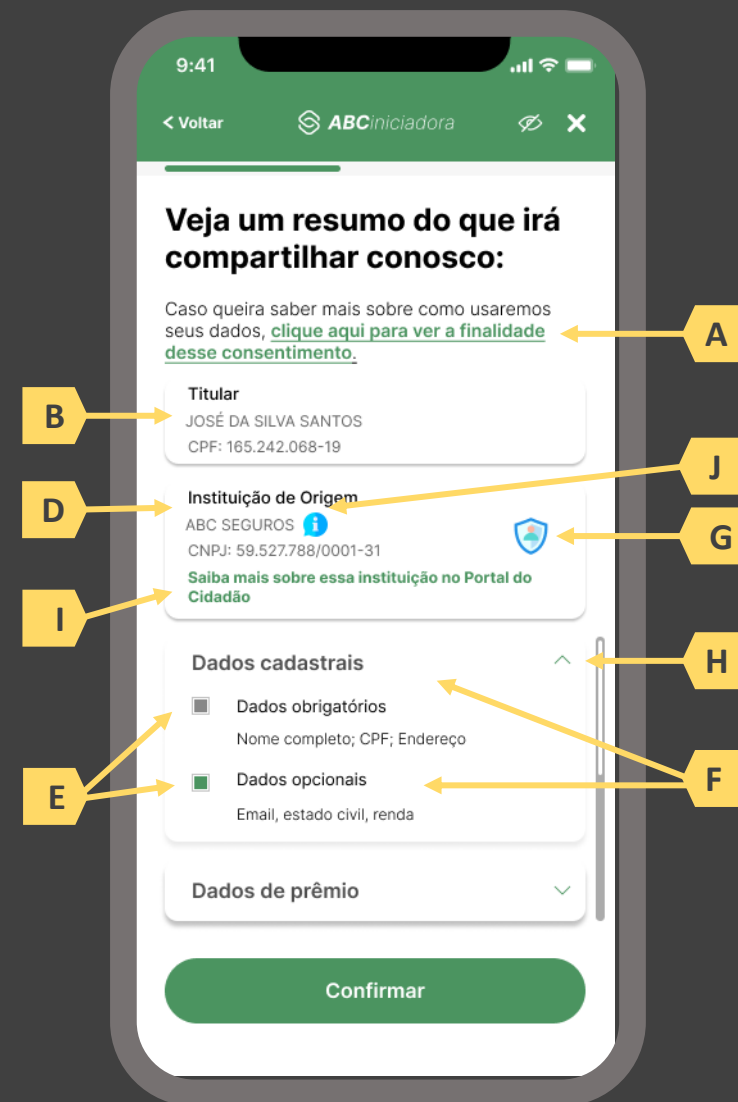 9:41
< Voltar
ABCiniciadora
Veja um resumo do que irá
compartilhar conosco:
Caso queira saber mais sobre como usaremos
seus dados, clique aqui para ver a finalidade
desse consentimento.
A
Titular
B
JOSÉ DA SILVA SANTOS
CPF: 165.242.068-19
J
Instituição de Origem
D
ABC SEGUROS i
G
CNPJ: 59.527.788/0001-31
Saiba mais sobre essa instituição no Portal do
Cidadão
I
Dados cadastrais
H
Dados obrigatórios
Nome completo; CPF; Endereço
Dados opcionais
F
E
Email, estado civil, renda
Dados de prêmio
Confirmar